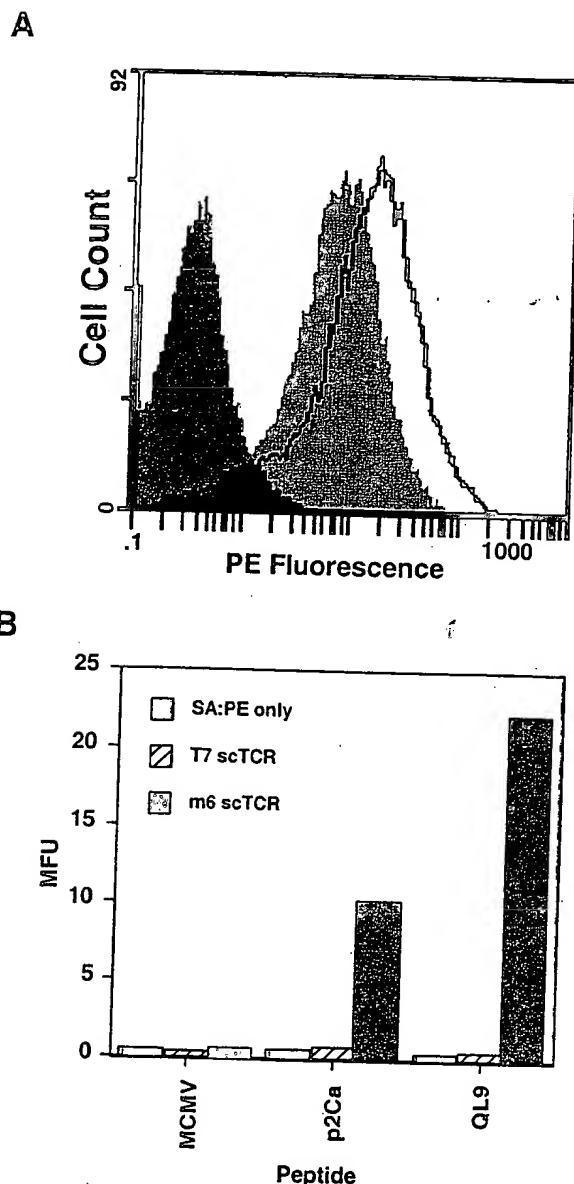 A
92
Cell Count
0
.1
1000
PE Fluorescence
B
25
20
15
10
5
0
MFU
SA:PE only
T7 scTCR
m6 scTCR
MCMV
p2Ca
QL9
Peptide